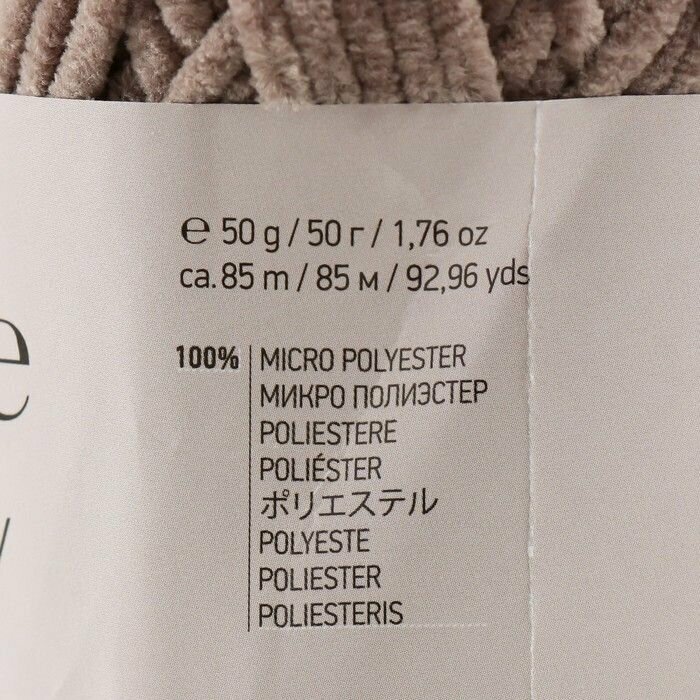 ℮ 50 g / 50 г / 1,76 oz
ca. 85 m / 85 м / 92,96 yds
e
100% MICRO POLYESTER
МИКРО ПОЛИЭСТЕР
POLIESTERE
POLIÉSTER
ポリエステル
POLYESTE
POLIESTER
POLIESTERIS